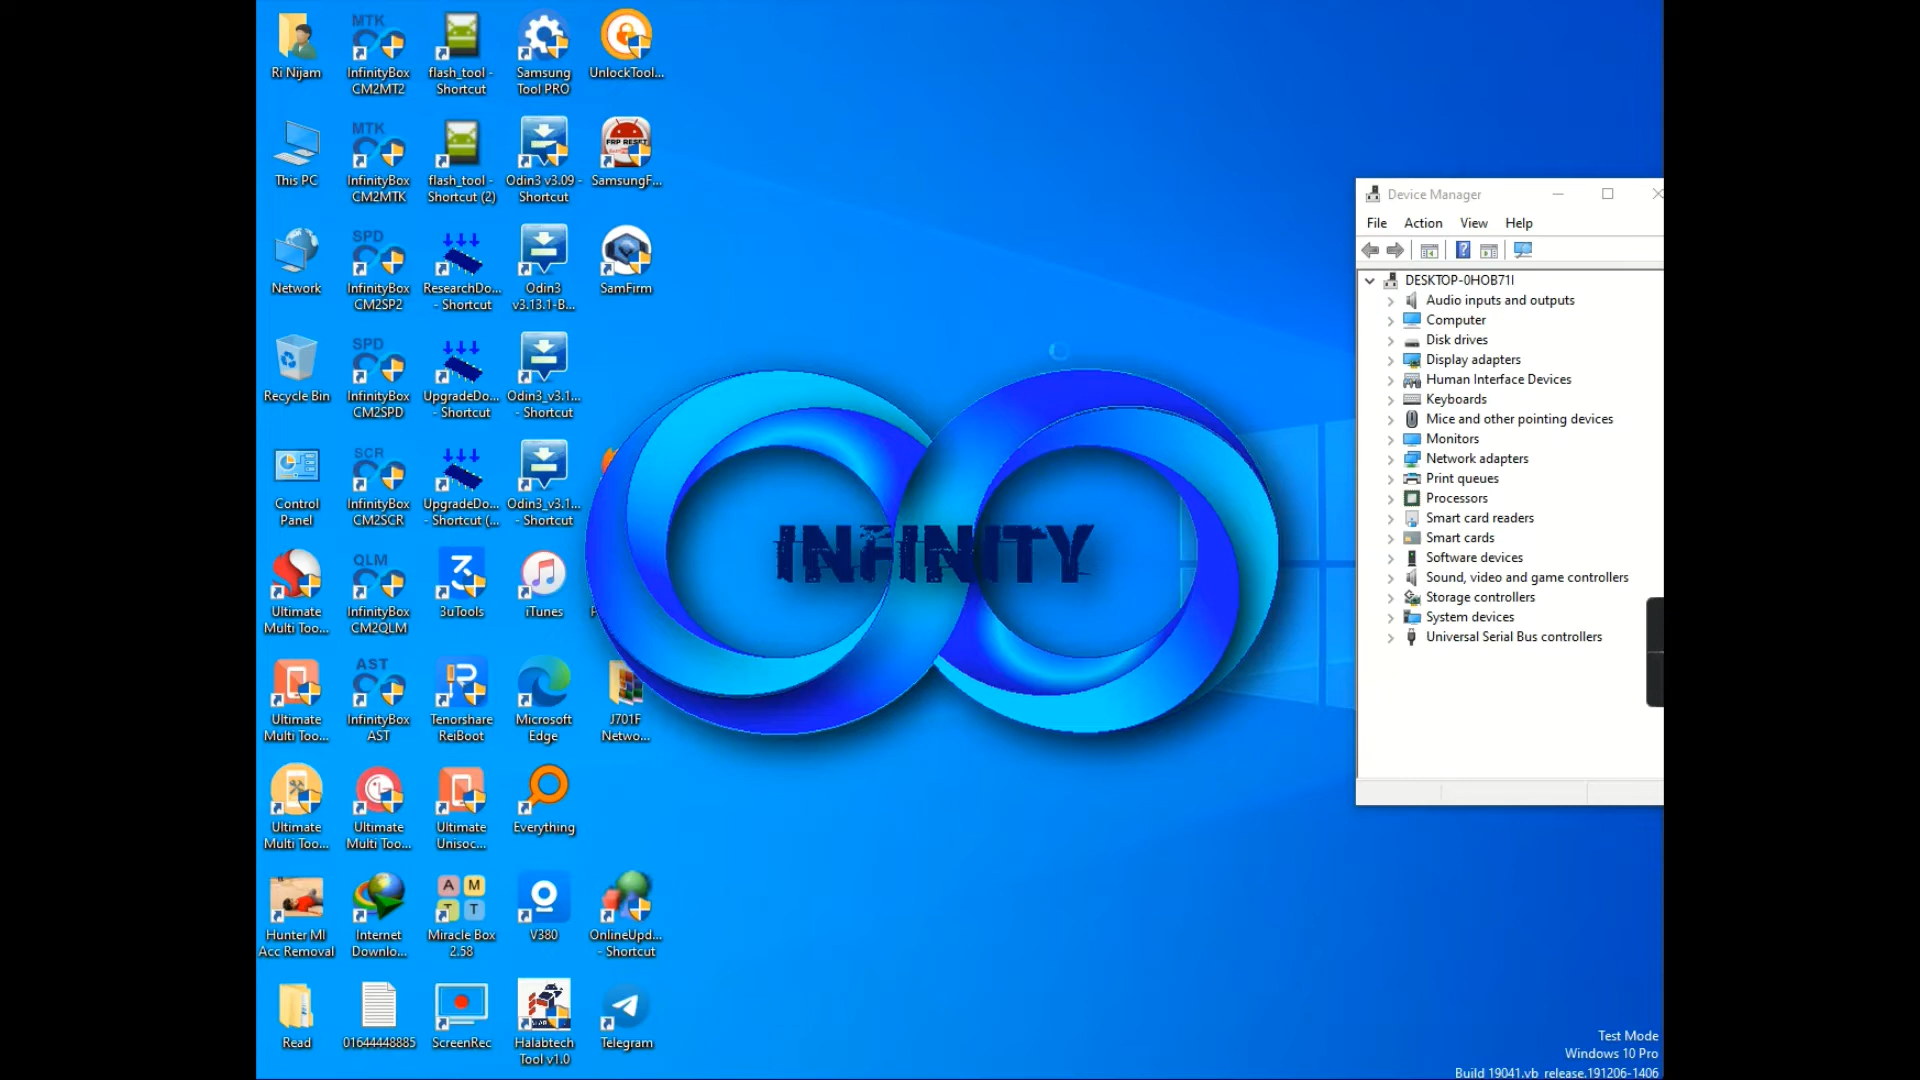 Ri Nijam
MTK
InfinityBox
CM2MT2
flash_tool -
Shortcut
Samsung
Tool PRO
UnlockTool...
This PC
MTK
InfinityBox
CM2MTK
flash_tool -
Shortcut (2)
Odin3 v3.09 -
Shortcut
FRP RESET
SamsungF...
Network
SPD
InfinityBox
CM2SP2
ResearchDo...
- Shortcut
Odin3
v3.13.1-B...
SamFirm
Recycle Bin
SPD
InfinityBox
CM2SPD
UpgradeDo...
- Shortcut
Odin3_v3.1...
- Shortcut
Control
Panel
SCR
InfinityBox
CM2SCR
UpgradeDo...
- Shortcut (...
Odin3_v3.1...
- Shortcut
Ultimate
Multi Too...
QLM
InfinityBox
CM2QLM
3uTools
iTunes
Ultimate
Multi Too...
AST
InfinityBox
AST
Tenorshare
ReiBoot
Microsoft
Edge
J701F
Netwo...
Ultimate
Multi Too...
Ultimate
Multi Too...
Ultimate
Unisoc...
Everything
Hunter MI
Acc Removal
Internet
Downlo...
A M
T T
Miracle Box
2.58
V380
OnlineUpd...
- Shortcut
Read
01644448885
ScreenRec
Halabtech
Tool v1.0
Telegram
INFINITY
Device Manager
File Action View Help
DESKTOP-0HOB71I
Audio inputs and outputs
Computer
Disk drives
Display adapters
Human Interface Devices
Keyboards
Mice and other pointing devices
Monitors
Network adapters
Print queues
Processors
Smart card readers
Smart cards
Software devices
Sound, video and game controllers
Storage controllers
System devices
Universal Serial Bus controllers
Test Mode
Windows 10 Pro
Build 19041.vb_release.191206-1406